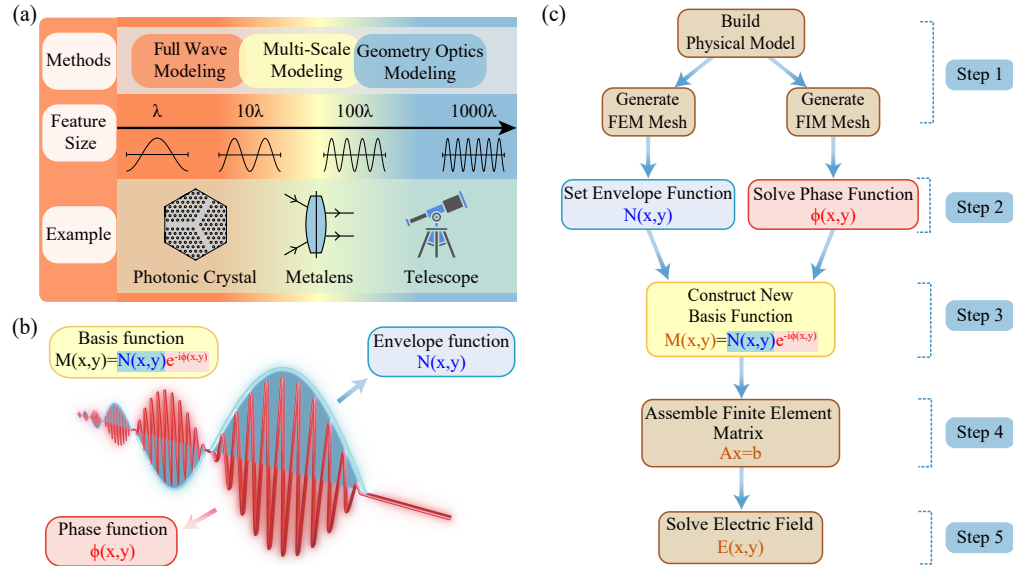 (a)
Methods
Full Wave
Modeling
Multi-Scale
Modeling
Geometry Optics
Modeling
Feature
Size
λ
10λ
100λ
1000λ
Example
Photonic Crystal
Metalens
Telescope
(b)
Basis function
M(x,y)=N(x,y)e^{-iϕ(x,y)}
Envelope function
N(x,y)
Phase function
ϕ(x,y)
(c)
Build
Physical Model
Generate
FEM Mesh
Generate
FIM Mesh
Step 1
Set Envelope Function
N(x,y)
Solve Phase Function
ϕ(x,y)
Step 2
Construct New
Basis Function
M(x,y)=N(x,y)e^{-iϕ(x,y)}
Step 3
Assemble Finite Element
Matrix
Ax=b
Step 4
Solve Electric Field
E(x,y)
Step 5